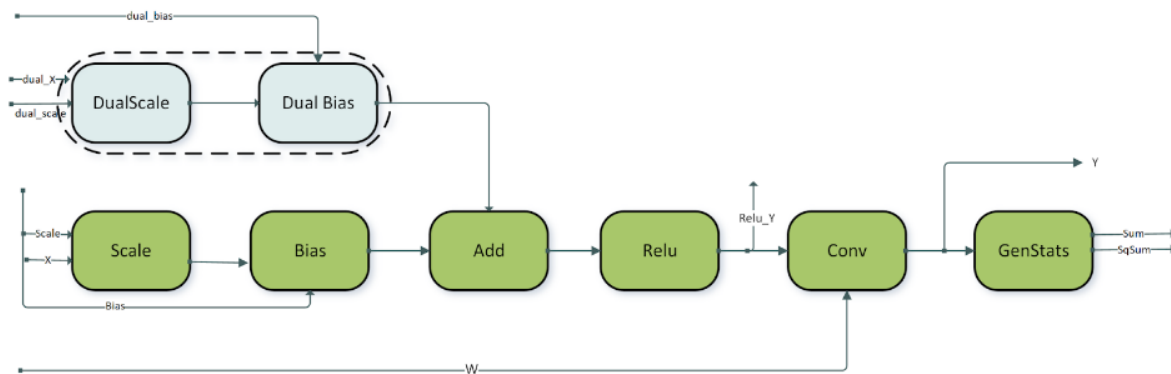 dual_bias
dual_X
dual_scale
DualScale
Dual Bias
Y
Scale
X
Bias
Scale
Bias
Add
Relu
Relu_Y
Conv
GenStats
Sum
SqSum
W